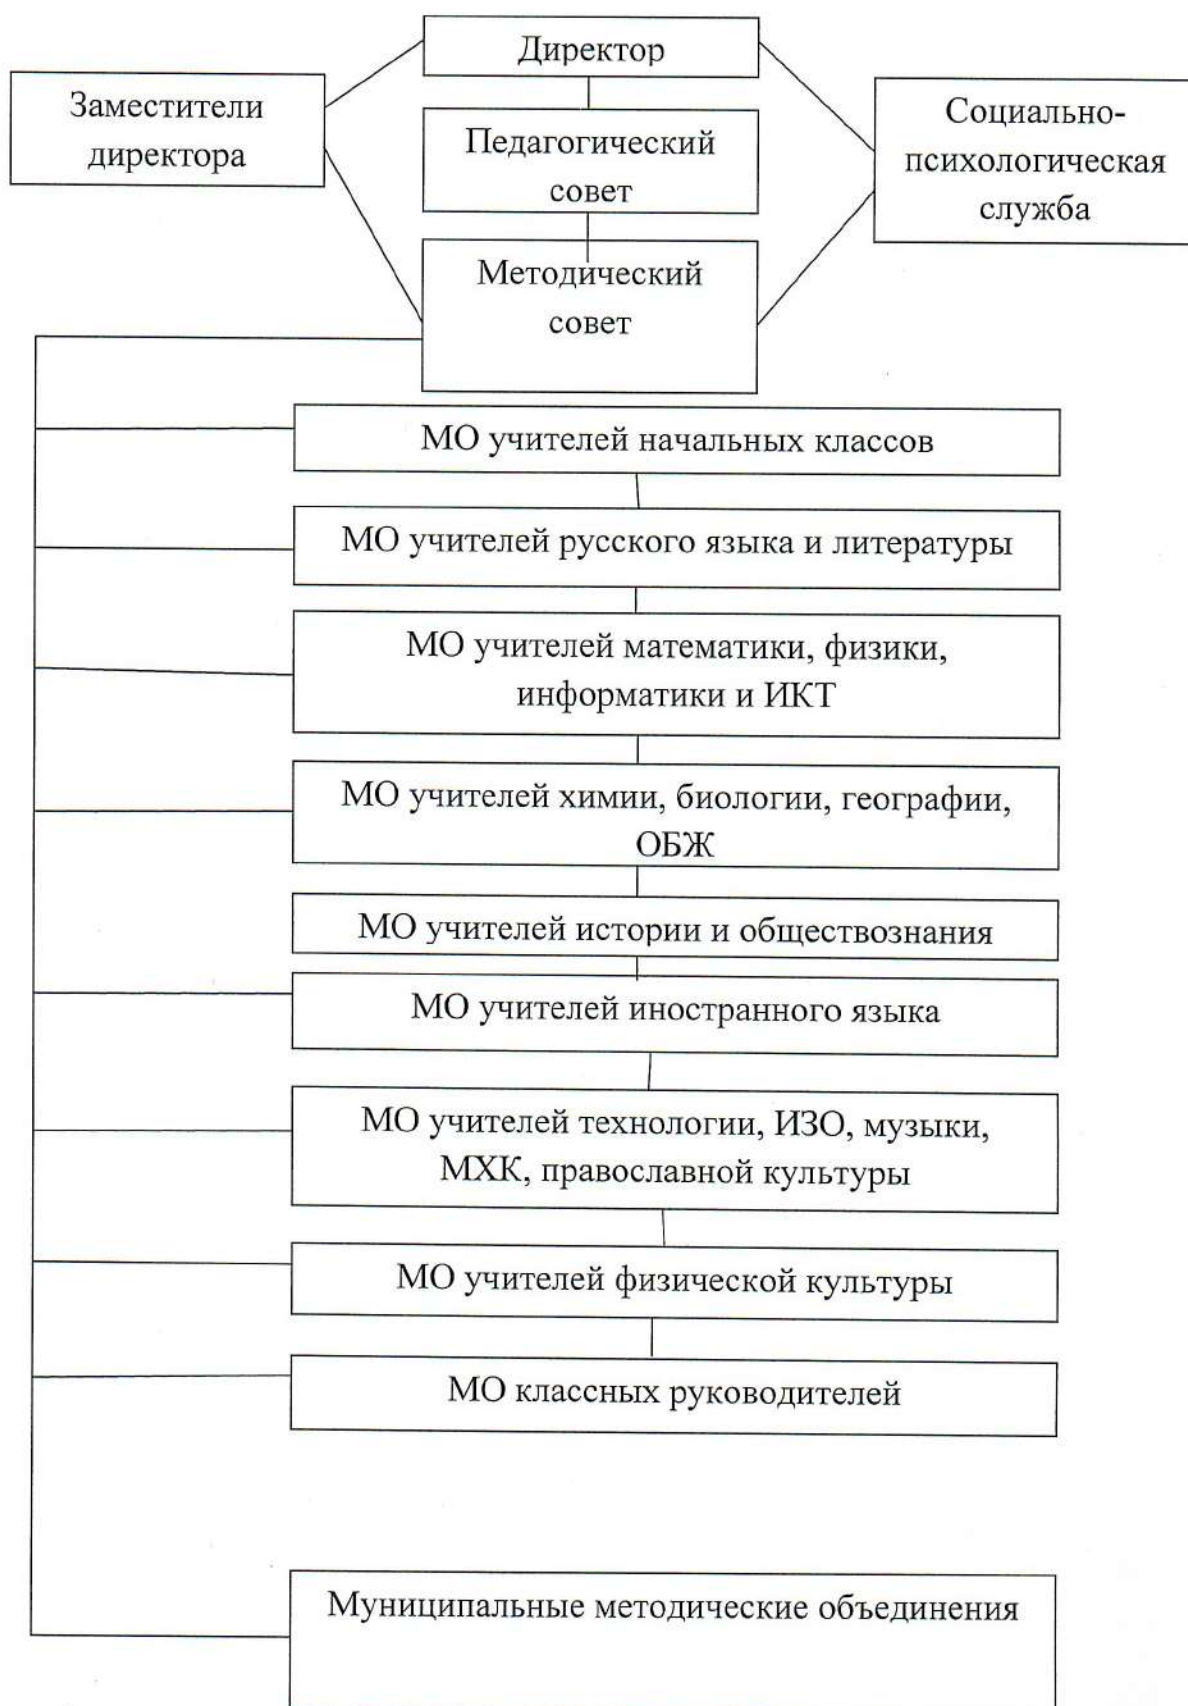 Директор
Заместители
директора
Педагогический
совет
Социально-
психологическая
служба
Методический
совет
МО учителей начальных классов
МО учителей русского языка и литературы
МО учителей математики, физики,
информатики и ИКТ
МО учителей химии, биологии, географии,
ОБЖ
МО учителей истории и обществознания
МО учителей иностранного языка
МО учителей технологии, ИЗО, музыки,
МХК, православной культуры
МО учителей физической культуры
МО классных руководителей
Муниципальные методические объединения